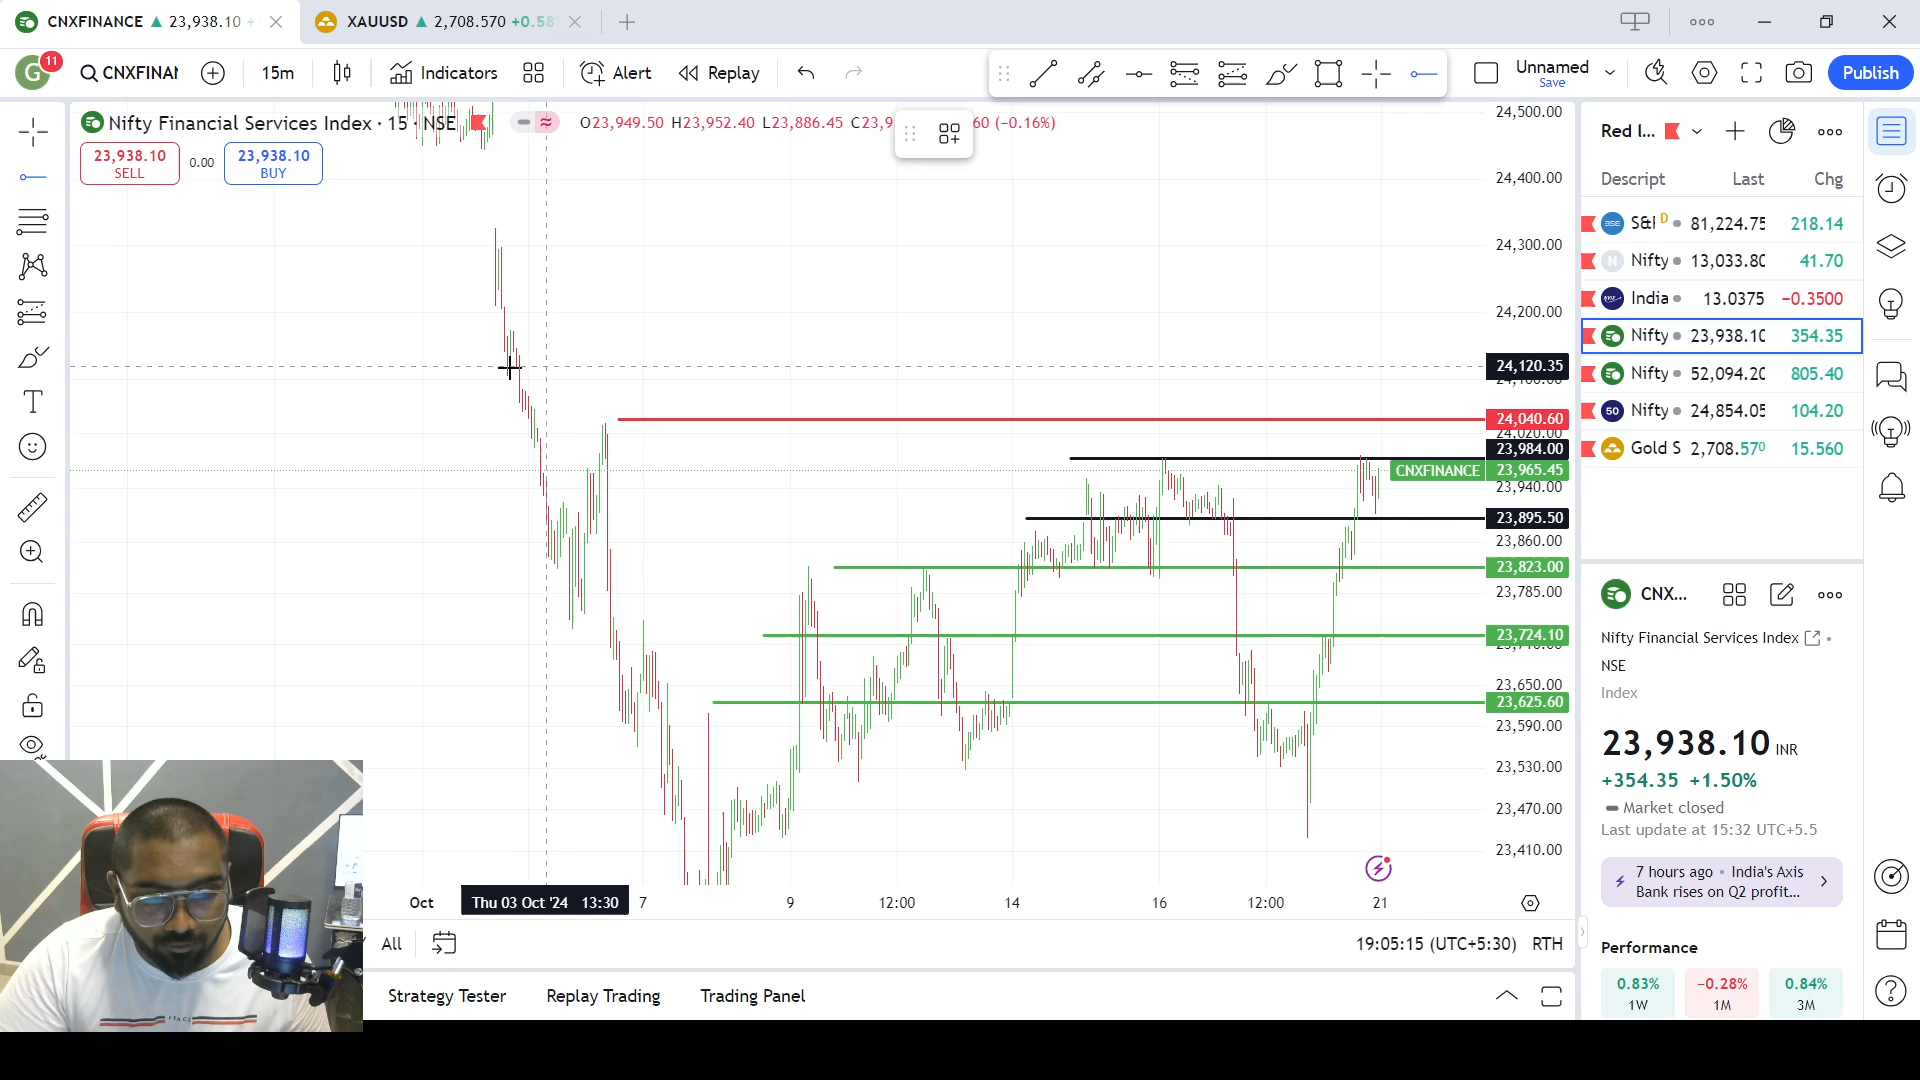 CNXFINANCE ▲ 23,938.10 +
XAUUSD ▲ 2,708.570 +0.58
11
G
CNXFINAI
15m
Indicators
Alert
Replay
Unnamed
Save
Publish
Nifty Financial Services Index · 15 · NSE
O23,949.50 H23,952.40 L23,886.45 C23,9
60 (−0.16%)
23,938.10
SELL
0.00
23,938.10
BUY
24,500.00
24,400.00
24,300.00
24,200.00
24,120.35
24,100.00
24,040.60
24,020.00
23,984.00
CNXFINANCE 23,965.45
23,940.00
23,895.50
23,860.00
23,823.00
23,785.00
23,724.10
23,650.00
23,625.60
23,590.00
23,530.00
23,470.00
23,410.00
Oct
Thu 03 Oct '24 13:30
7
9
12:00
14
16
12:00
21
All
19:05:15 (UTC+5:30) RTH
Strategy Tester
Replay Trading
Trading Panel
Red l...
Descript Last Chg
S&I D 81,224.75 218.14
N Nifty 13,033.80 41.70
India 13.0375 −0.3500
Nifty 23,938.10 354.35
Nifty 52,094.20 805.40
50 Nifty 24,854.05 104.20
Gold S 2,708.570 15.560
CNX...
Nifty Financial Services Index
NSE
Index
23,938.10 INR
+354.35 +1.50%
Market closed
Last update at 15:32 UTC+5.5
7 hours ago • India's Axis
Bank rises on Q2 profit...
Performance
0.83%
1W
−0.28%
1M
0.84%
3M